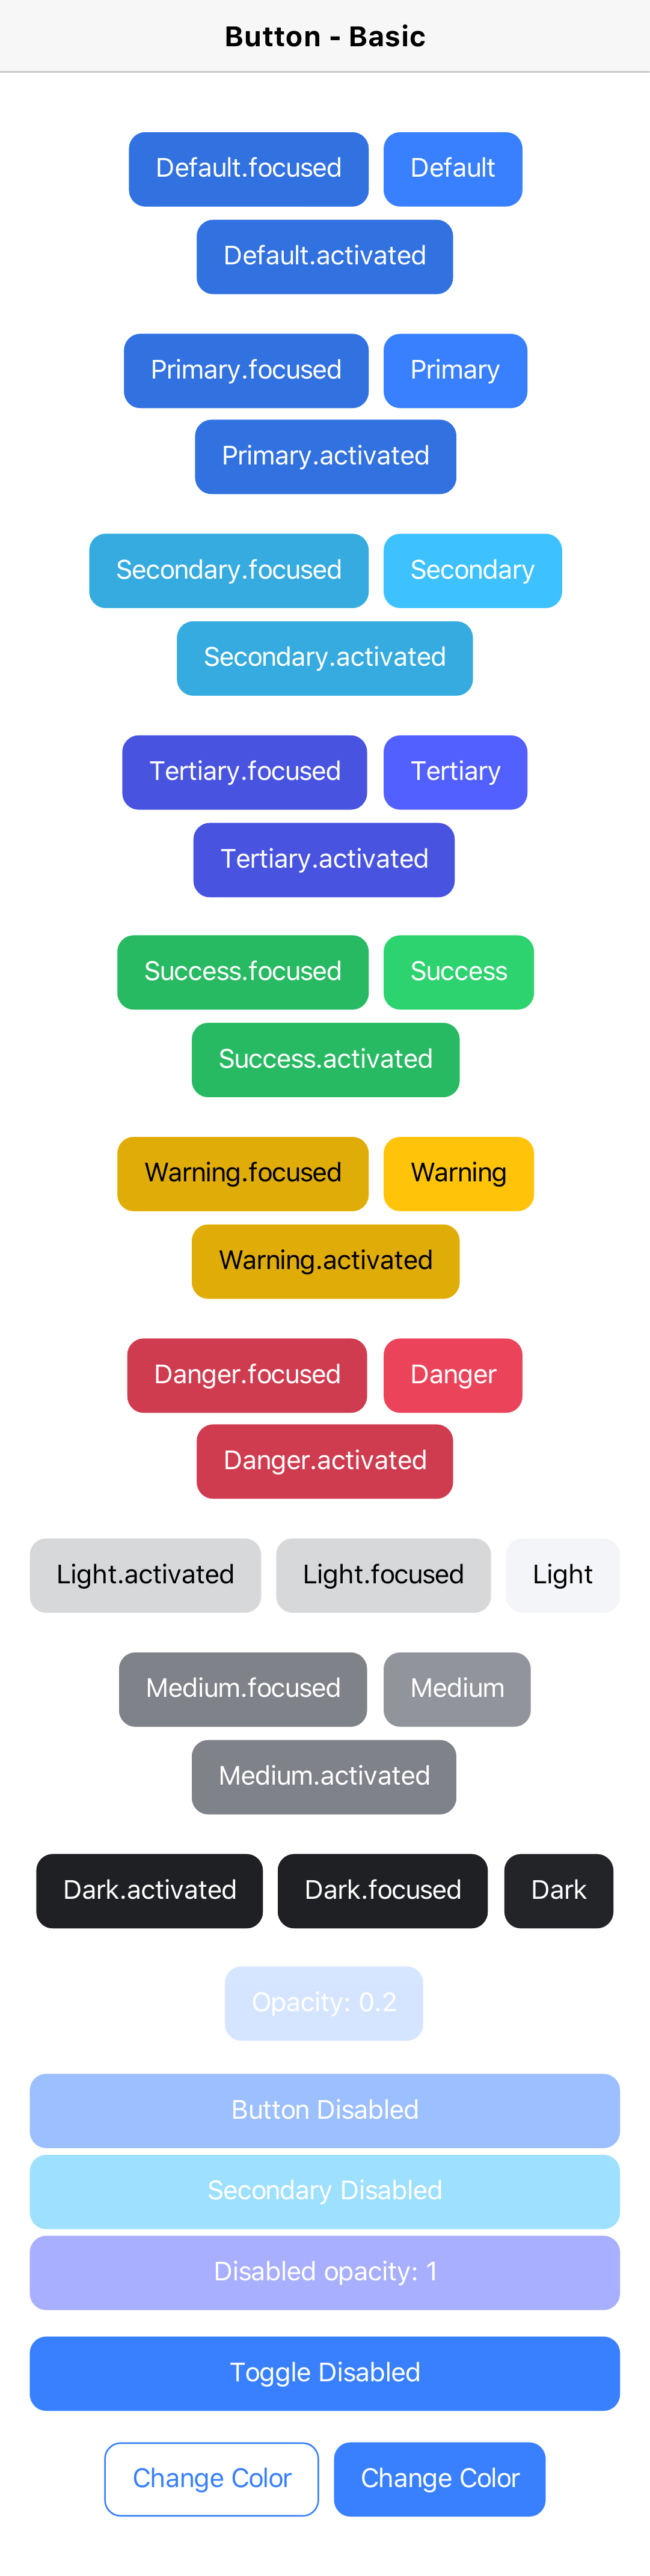 Button - Basic
Default.focused Default
Default.activated
Primary.focused Primary
Primary.activated
Secondary.focused Secondary
Secondary.activated
Tertiary.focused Tertiary
Tertiary.activated
Success.focused Success
Success.activated
Warning.focused Warning
Warning.activated
Danger.focused Danger
Danger.activated
Light.activated Light.focused Light
Medium.focused Medium
Medium.activated
Dark.activated Dark.focused Dark
Opacity: 0.2
Button Disabled
Secondary Disabled
Disabled opacity: 1
Toggle Disabled
Change Color Change Color